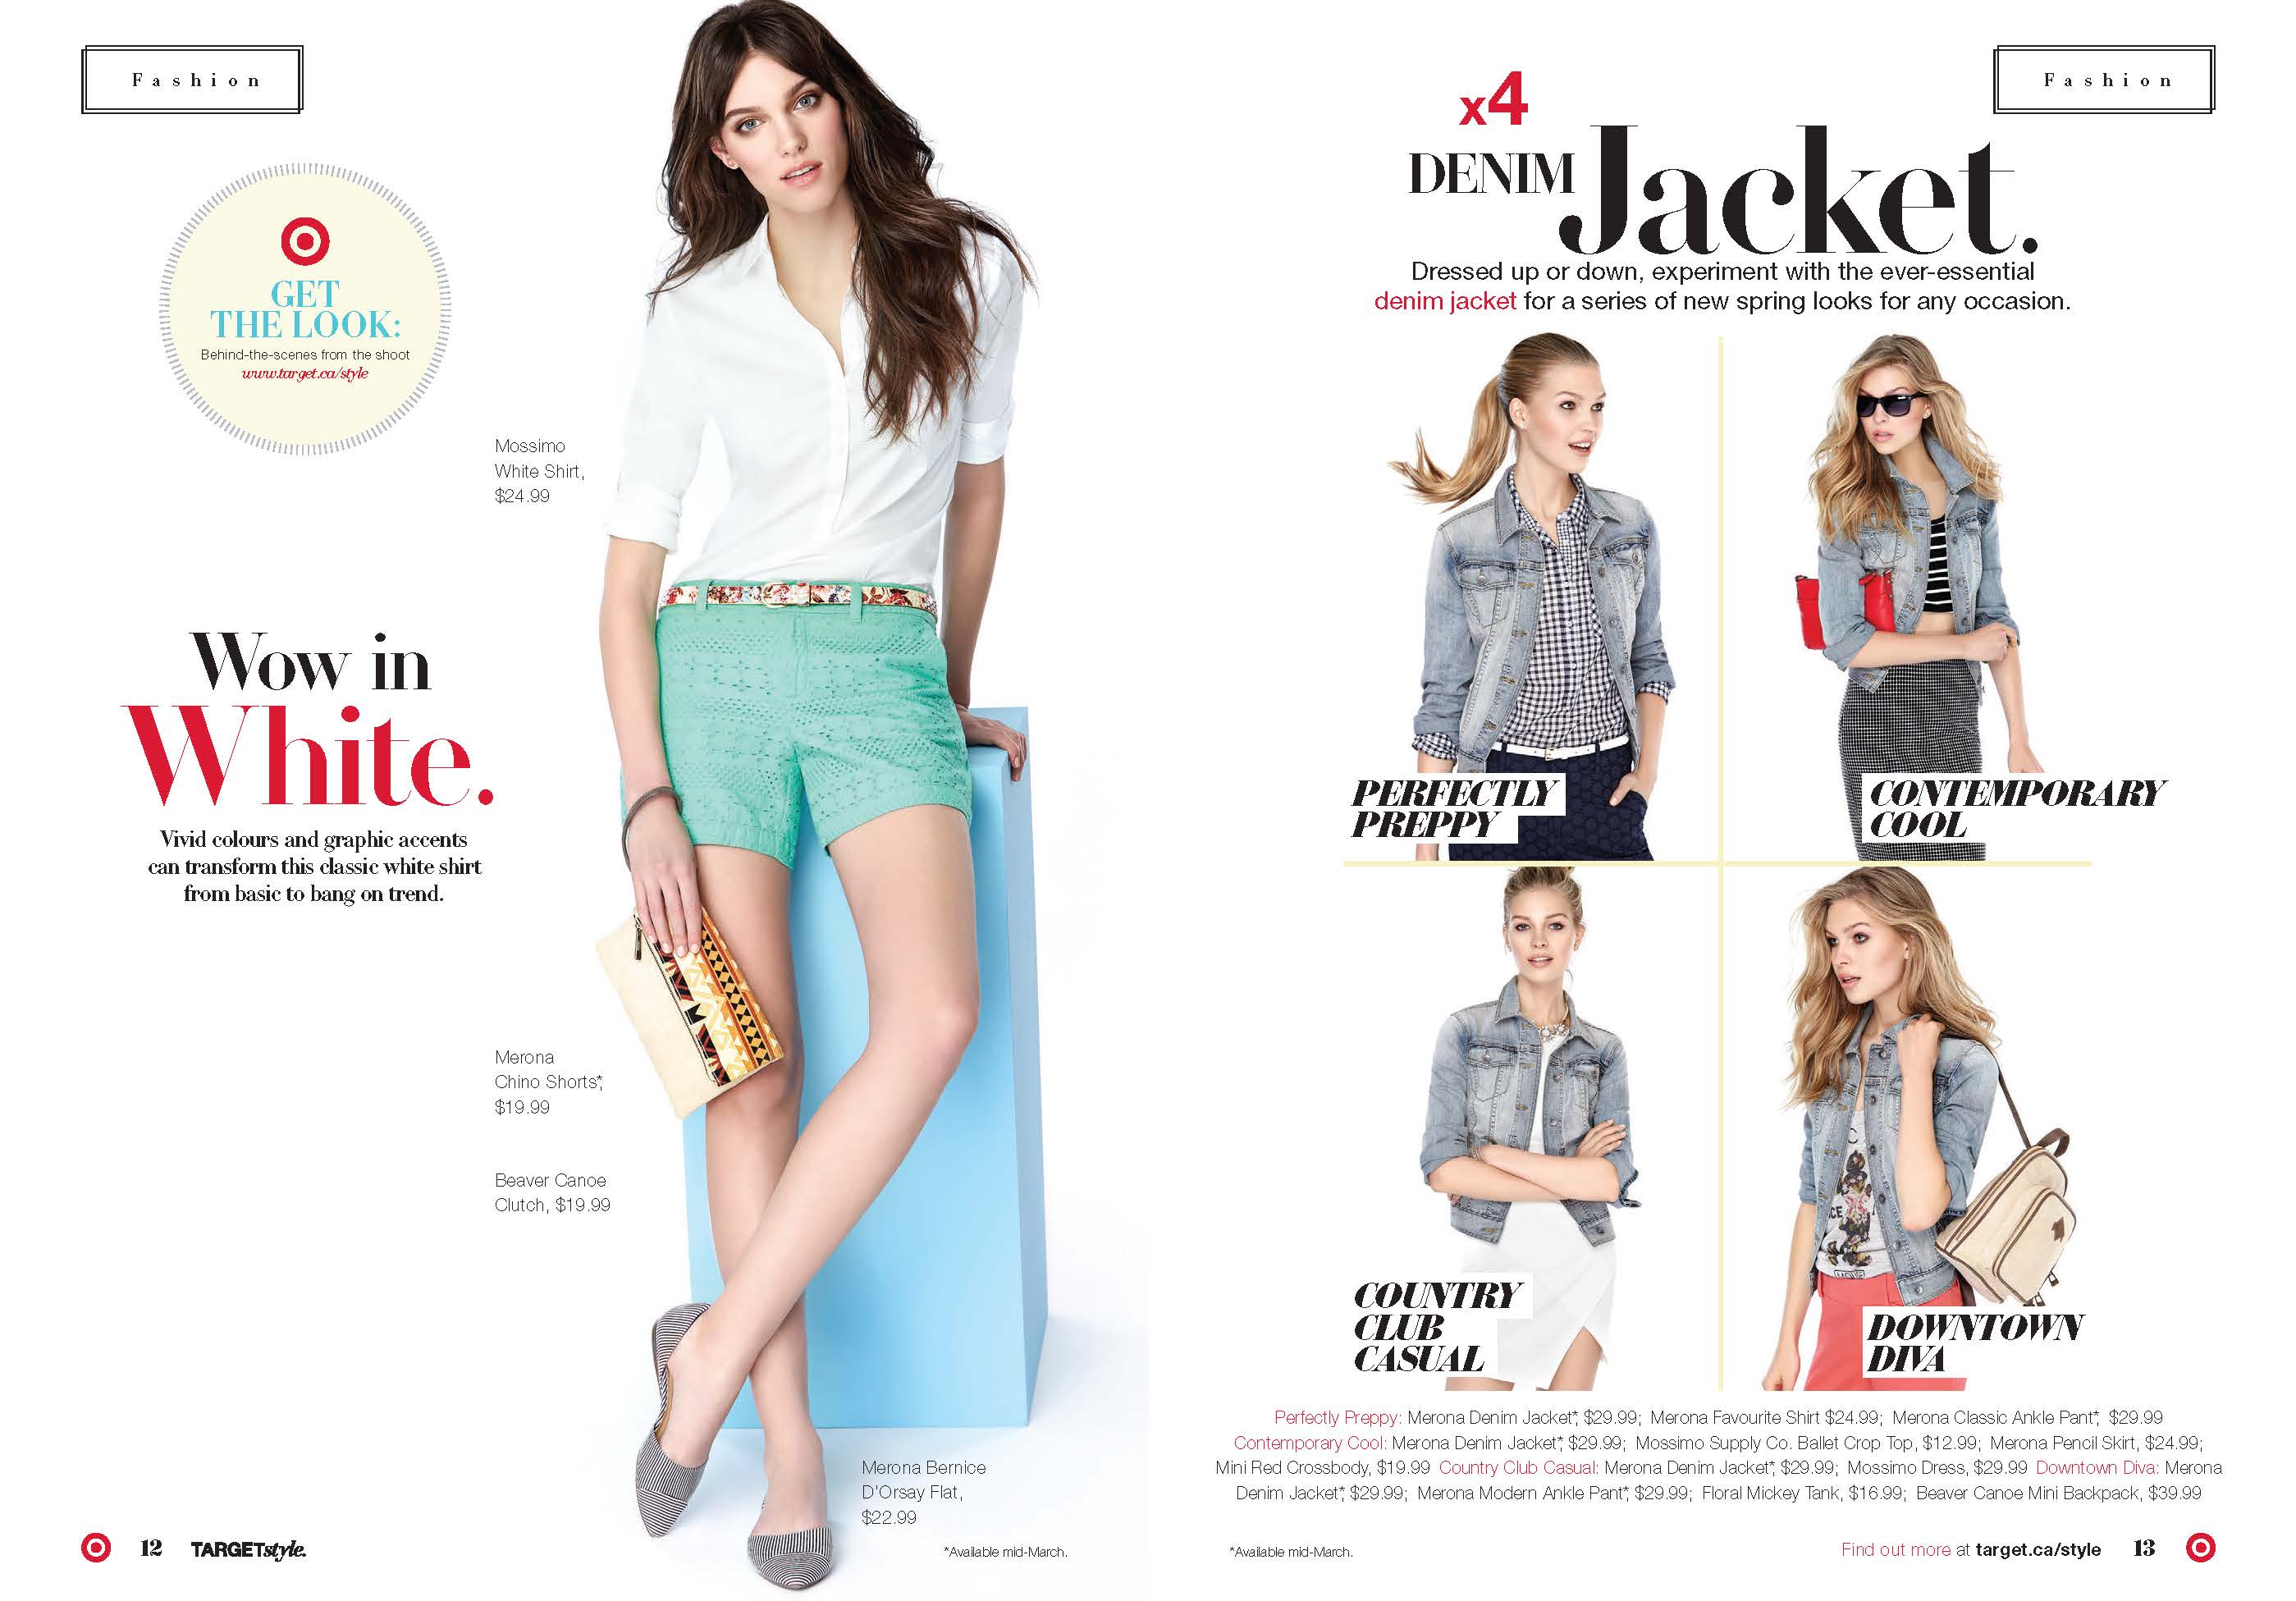 Fashion
GET
THE LOOK:
Behind-the-scenes from the shoot
www.target.ca/style
Mossimo
White Shirt,
$24.99
Wow in
White.
Vivid colours and graphic accents
can transform this classic white shirt
from basic to bang on trend.
Merona
Chino Shorts*,
$19.99
Beaver Canoe
Clutch, $19.99
Merona Bernice
D'Orsay Flat,
$22.99
*Available mid-March.
12 TARGETstyle.
Fashion
x4
DENIM Jacket.
Dressed up or down, experiment with the ever-essential
denim jacket for a series of new spring looks for any occasion.
PERFECTLY
PREPPY
CONTEMPORARY
COOL
COUNTRY
CLUB
CASUAL
DOWNTOWN
DIVA
Perfectly Preppy: Merona Denim Jacket*, $29.99; Merona Favourite Shirt $24.99; Merona Classic Ankle Pant*, $29.99
Contemporary Cool: Merona Denim Jacket*, $29.99; Mossimo Supply Co. Ballet Crop Top, $12.99; Merona Pencil Skirt, $24.99;
Mini Red Crossbody, $19.99 Country Club Casual: Merona Denim Jacket*, $29.99; Mossimo Dress, $29.99 Downtown Diva: Merona
Denim Jacket*, $29.99; Merona Modern Ankle Pant*, $29.99; Floral Mickey Tank, $16.99; Beaver Canoe Mini Backpack, $39.99
*Available mid-March.
Find out more at target.ca/style 13